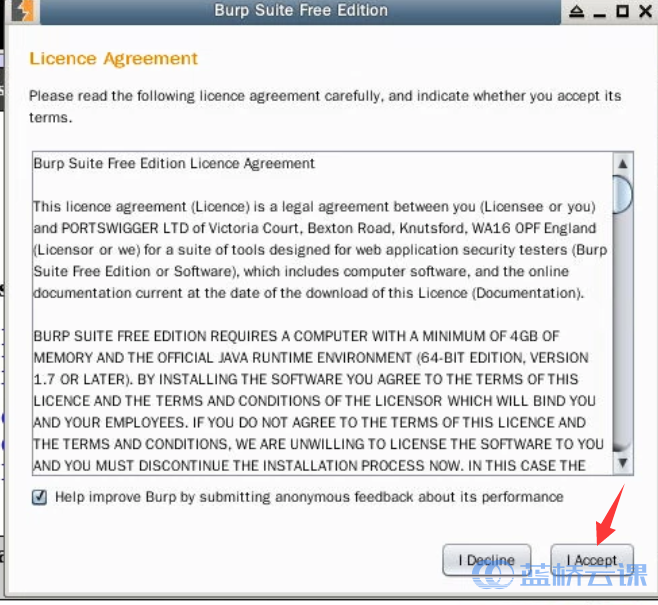 Burp Suite Free Edition
Licence Agreement
Please read the following licence agreement carefully, and indicate whether you accept its
terms.
Burp Suite Free Edition Licence Agreement
This licence agreement (Licence) is a legal agreement between you (Licensee or you)
and PORTSWIGGER LTD of Victoria Court, Bexton Road, Knutsford, WA16 0PF England
(Licensor or we) for a suite of tools designed for web application security testers (Burp
Suite Free Edition or Software), which includes computer software, and the online
documentation current at the date of the download of this Licence (Documentation).
BURP SUITE FREE EDITION REQUIRES A COMPUTER WITH A MINIMUM OF 4GB OF
MEMORY AND THE OFFICIAL JAVA RUNTIME ENVIRONMENT (64-BIT EDITION, VERSION
1.7 OR LATER). BY INSTALLING THE SOFTWARE YOU AGREE TO THE TERMS OF THIS
LICENCE AND THE TERMS AND CONDITIONS OF THE LICENSOR WHICH WILL BIND YOU
AND YOUR EMPLOYEES. IF YOU DO NOT AGREE TO THE TERMS OF THIS LICENCE AND
THE TERMS AND CONDITIONS, WE ARE UNWILLING TO LICENSE THE SOFTWARE TO YOU
AND YOU MUST DISCONTINUE THE INSTALLATION PROCESS NOW. IN THIS CASE THE
Help improve Burp by submitting anonymous feedback about its performance
I Decline I Accept
蓝桥云课